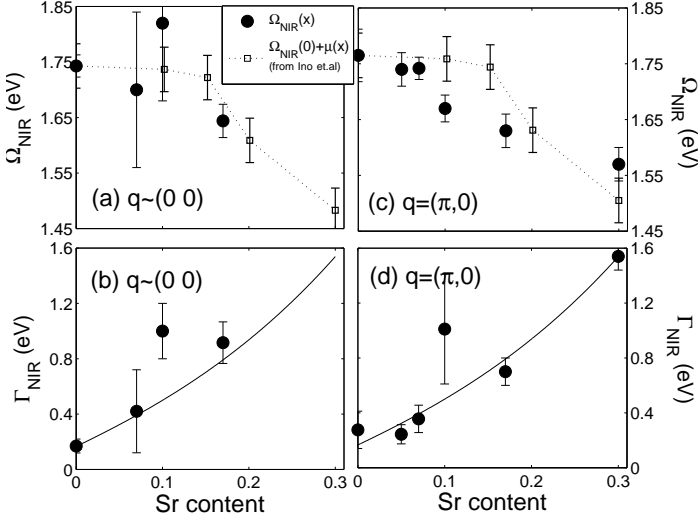 1.85
1.75
1.65
1.55
1.45
Ω_NIR (eV)
Ω_NIR(x)
Ω_NIR(0)+μ(x)
(from Ino et.al)
(a) q~(0 0)
1.85
1.75
1.65
1.55
1.45
Ω_NIR (eV)
(c) q=(π,0)
1.6
1.2
0.8
0.4
0
Γ_NIR (eV)
(b) q~(0 0)
0 0.1 0.2 0.3
Sr content
1.6
1.2
0.8
0.4
0
Γ_NIR (eV)
(d) q=(π,0)
0 0.1 0.2 0.3
Sr content